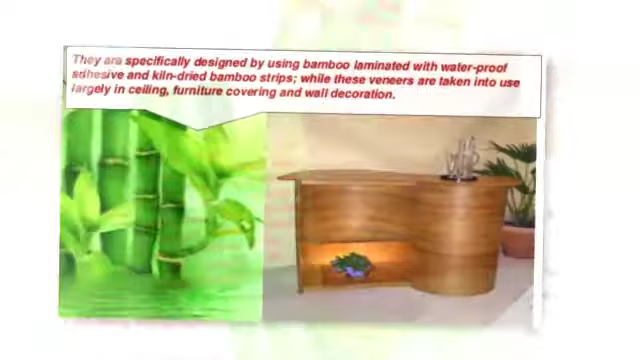 They are specifically designed by using bamboo laminated with water-proof
adhesive and kiln-dried bamboo strips; while these veneers are taken into use
largely in ceiling, furniture covering and wall decoration.